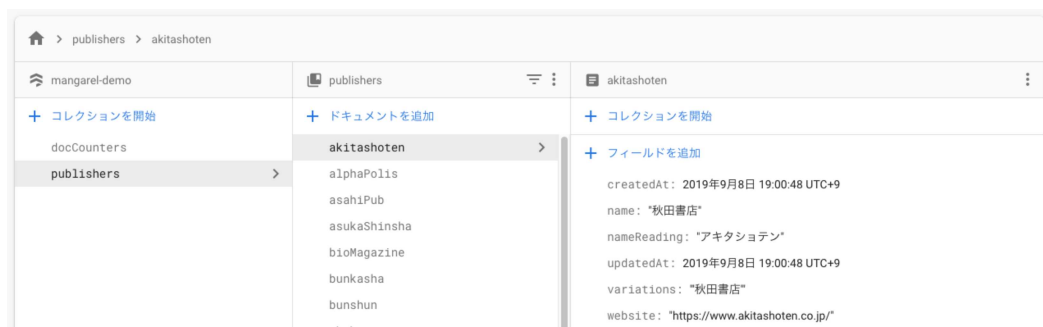 publishers > akitashoten
mangarel-demo
コレクションを開始
docCounters
publishers
publishers
ドキュメントを追加
akitashoten
alphaPolis
asahiPub
asukaShinsha
bioMagazine
bunkasha
bunshun
akitashoten
コレクションを開始
フィールドを追加
createdAt: 2019年9月8日 19:00:48 UTC+9
name: "秋田書店"
nameReading: "アキタショテン"
updatedAt: 2019年9月8日 19:00:48 UTC+9
variations: "秋田書店"
website: "https://www.akitashoten.co.jp/"